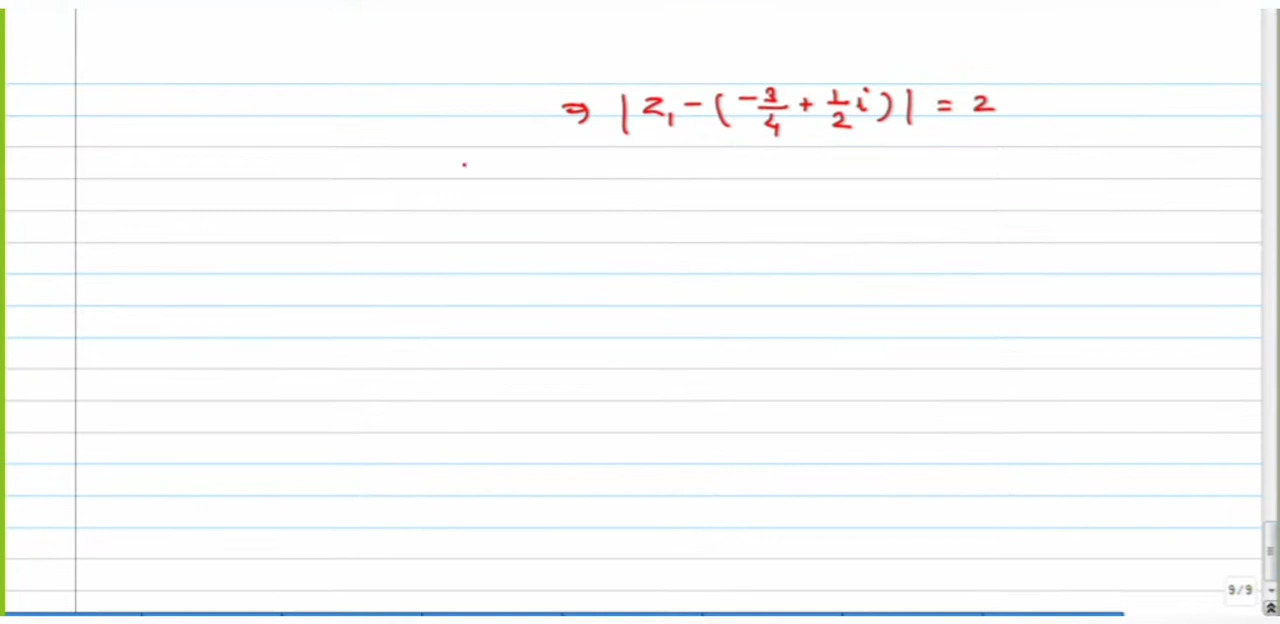 ⇒ | z₁ - ( -3/4 + 1/2 i ) | = 2
9/9